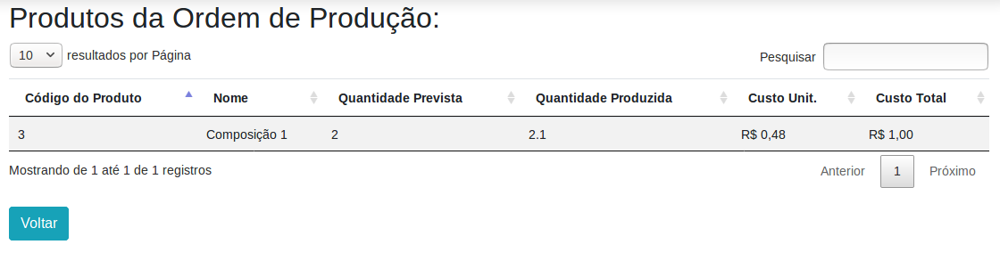 Produtos da Ordem de Produção:
10 resultados por Página Pesquisar
Código do Produto Nome Quantidade Prevista Quantidade Produzida Custo Unit. Custo Total
3 Composição 1 2 2.1 R$ 0,48 R$ 1,00
Mostrando de 1 até 1 de 1 registros Anterior 1 Próximo
Voltar